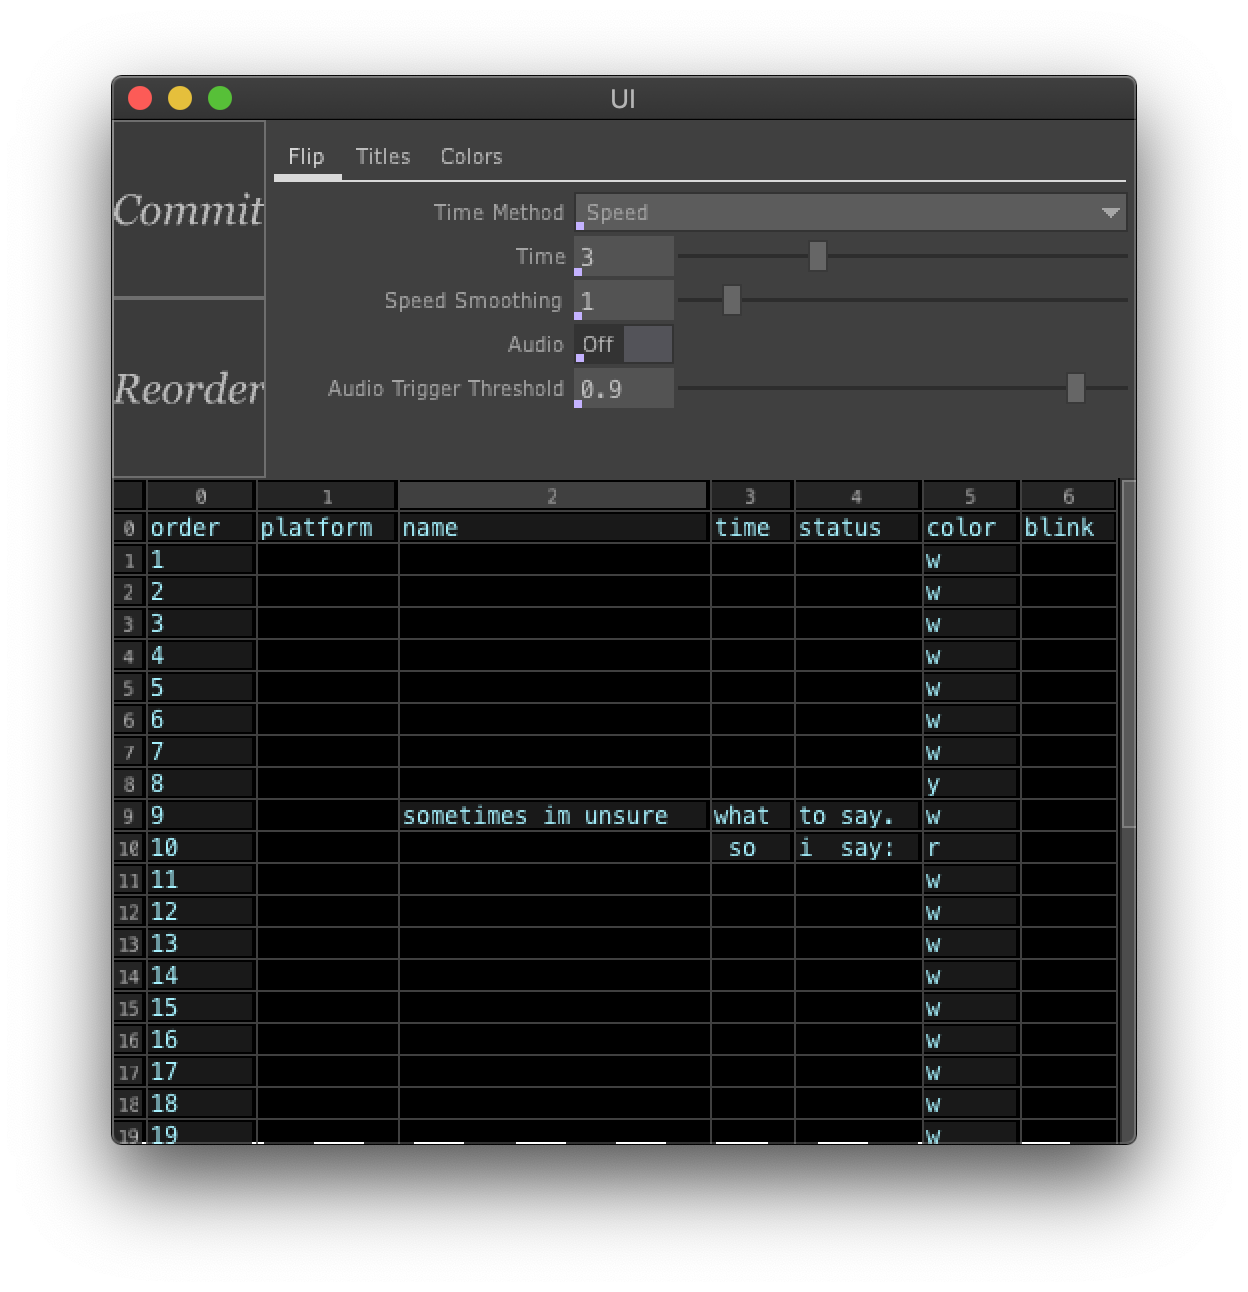 UI
Commit
Reorder
Flip Titles Colors
Time Method Speed
Time 3
Speed Smoothing 1
Audio Off
Audio Trigger Threshold 0.9
0 1 2 3 4 5 6
0 order platform name time status color blink
1 1 w
2 2 w
3 3 w
4 4 w
5 5 w
6 6 w
7 7 w
8 8 y
9 9 sometimes im unsure what to say. w
10 10 so i say: r
11 11 w
12 12 w
13 13 w
14 14 w
15 15 w
16 16 w
17 17 w
18 18 w
19 19 w